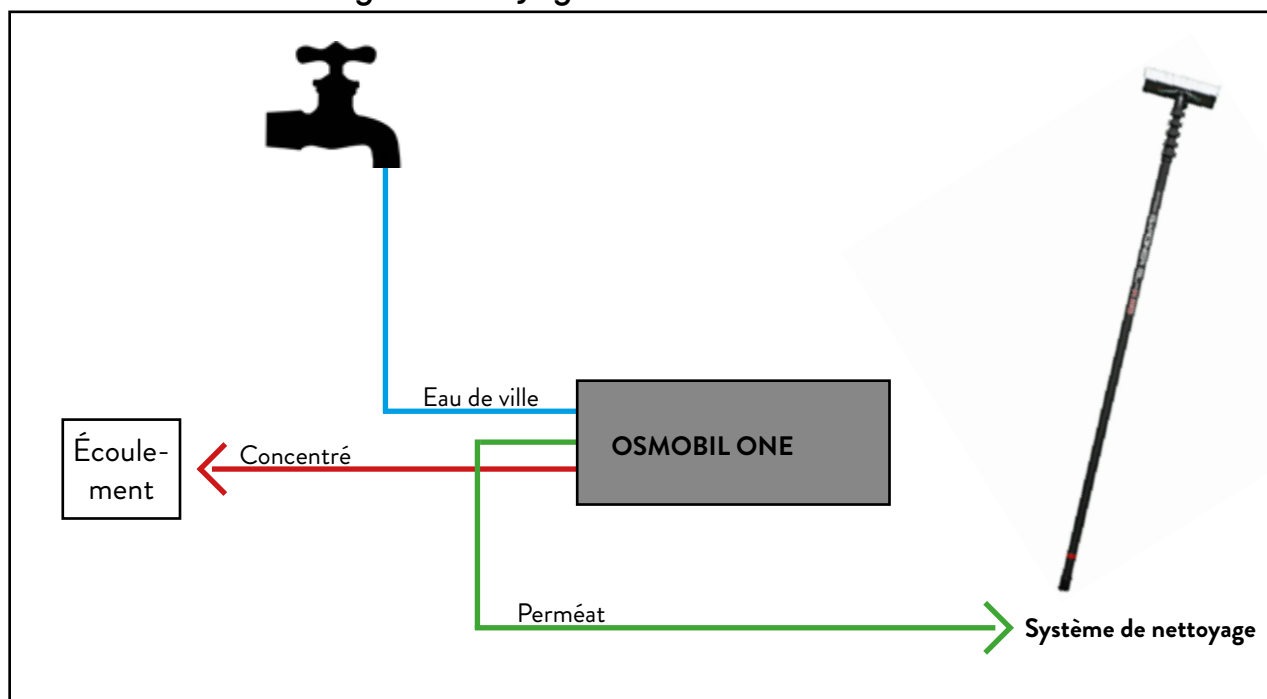 Eau de ville
OSMOBIL ONE
Écoule-
ment
Concentré
Perméat
Système de nettoyage